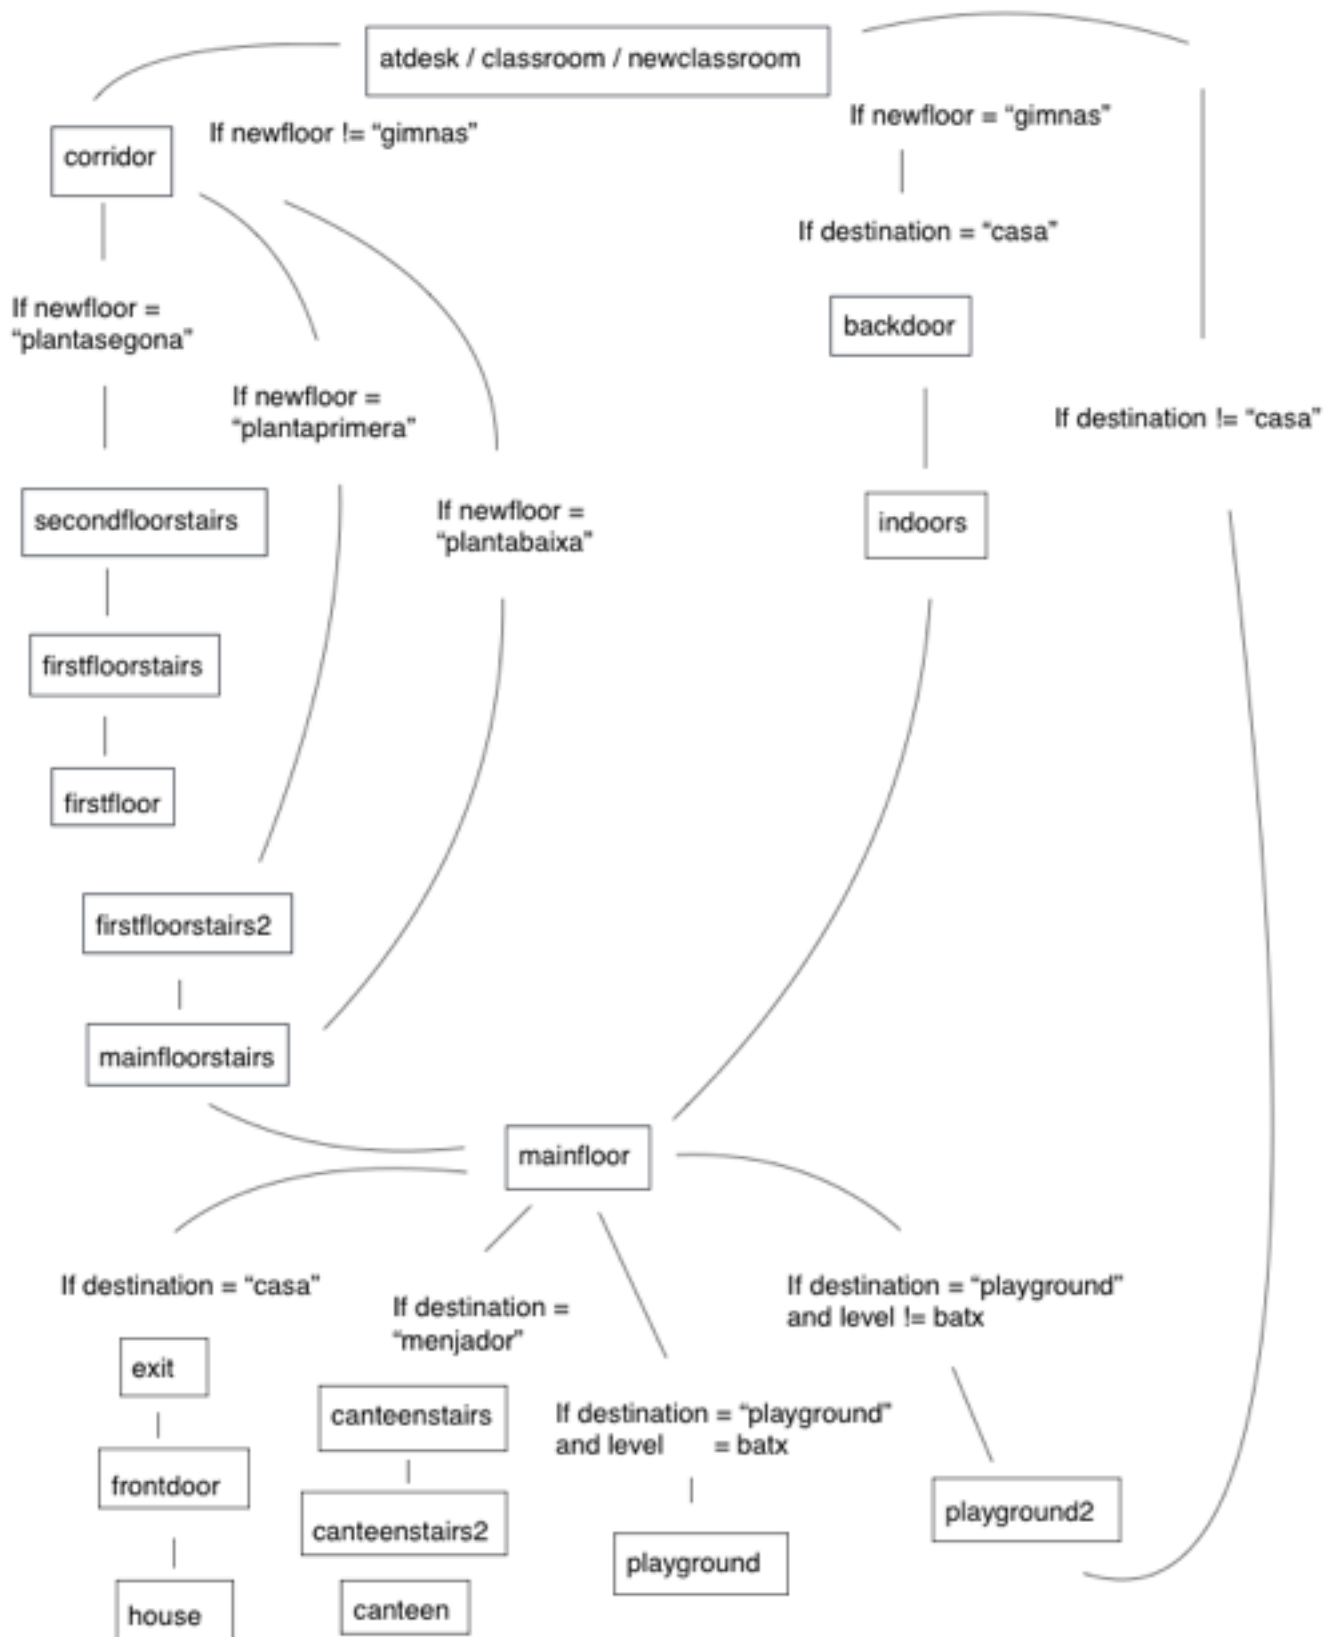 atdesk / classroom / newclassroom
If newfloor != “gimnas”
If newfloor = “gimnas”
corridor
If destination = “casa”
If newfloor =
“plantasegona”
backdoor
If newfloor =
“plantaprimera”
If destination != “casa”
secondfloorstairs
If newfloor =
“plantabaixa”
indoors
firstfloorstairs
firstfloor
firstfloorstairs2
mainfloorstairs
mainfloor
If destination = “casa”
If destination =
“menjador”
If destination = “playground”
and level != batx
exit
canteenstairs
If destination = “playground”
and level = batx
frontdoor
canteenstairs2
playground2
playground
house
canteen